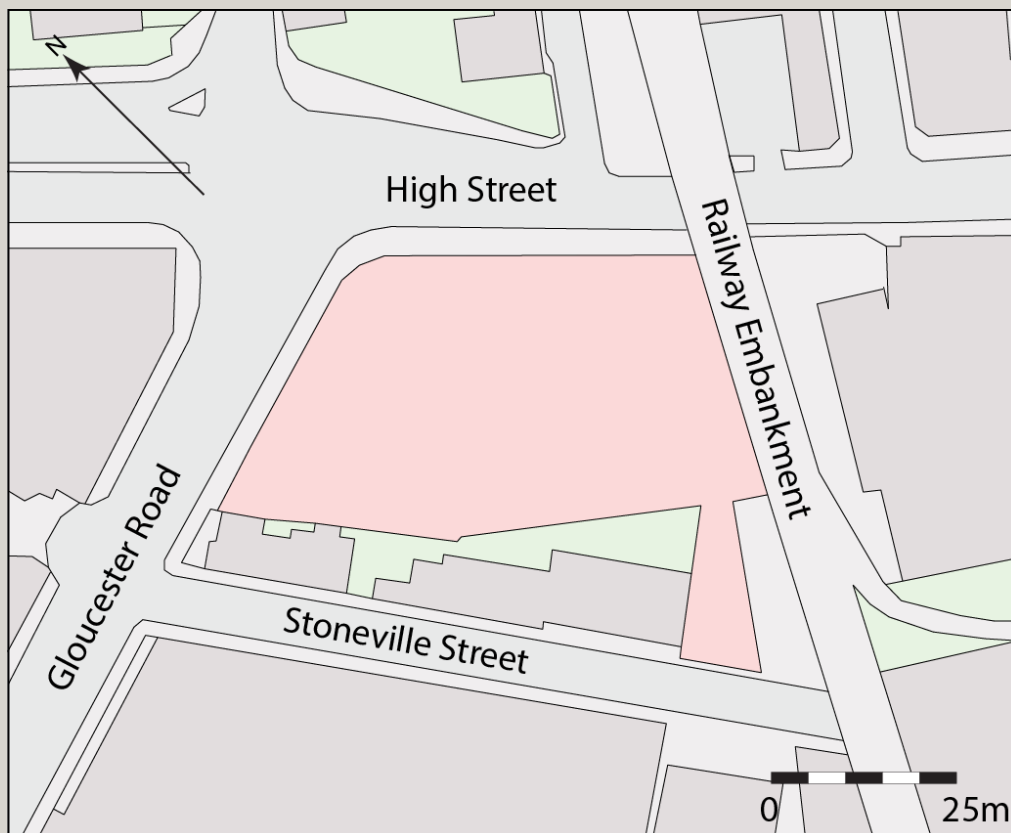 N
High Street
Railway Embankment
Gloucester Road
Stoneville Street
0 25m